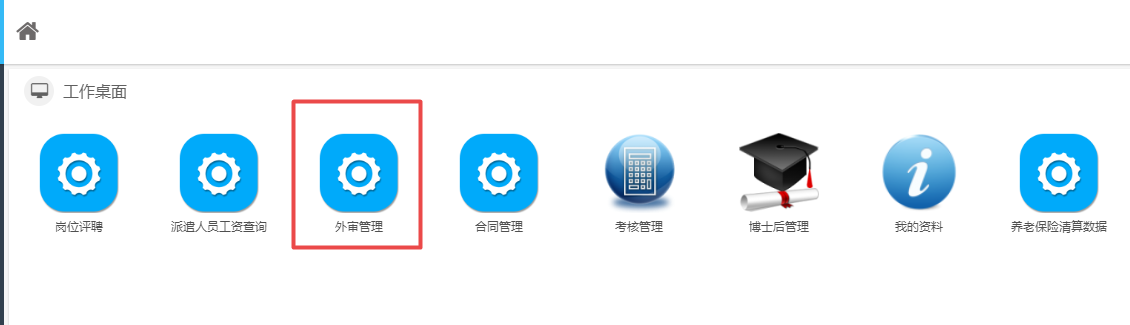 工作桌面
岗位评聘
派遣人员工资查询
外审管理
合同管理
考核管理
博士后管理
我的资料
养老保险清算数据